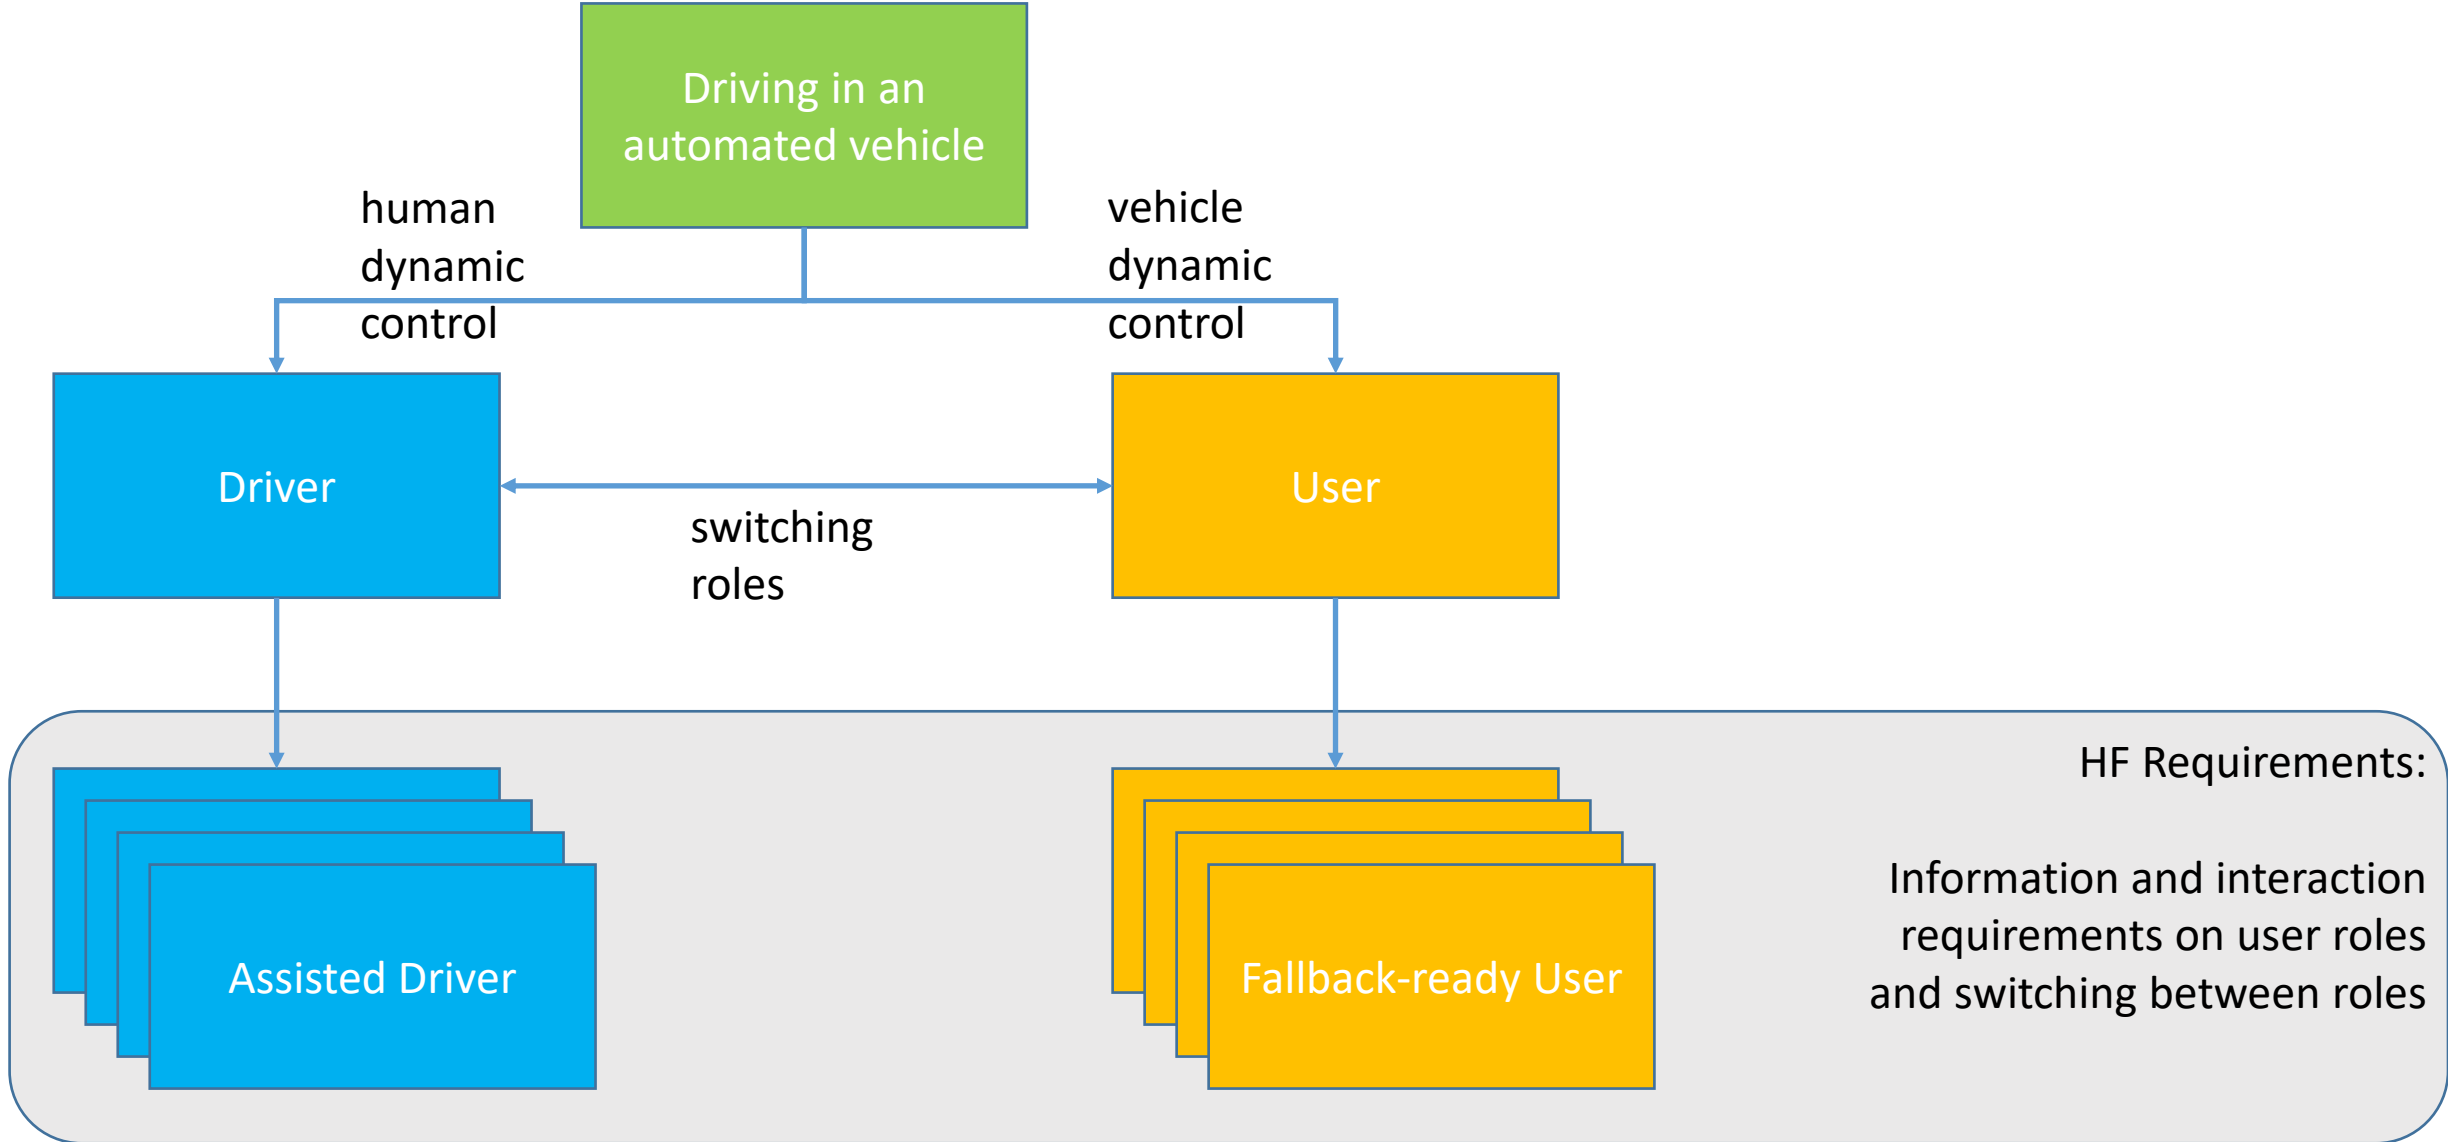 Driving in an
automated vehicle
human
dynamic
control
vehicle
dynamic
control
Driver
User
switching
roles
HF Requirements:
Information and interaction
requirements on user roles
and switching between roles
Assisted Driver
Fallback-ready User